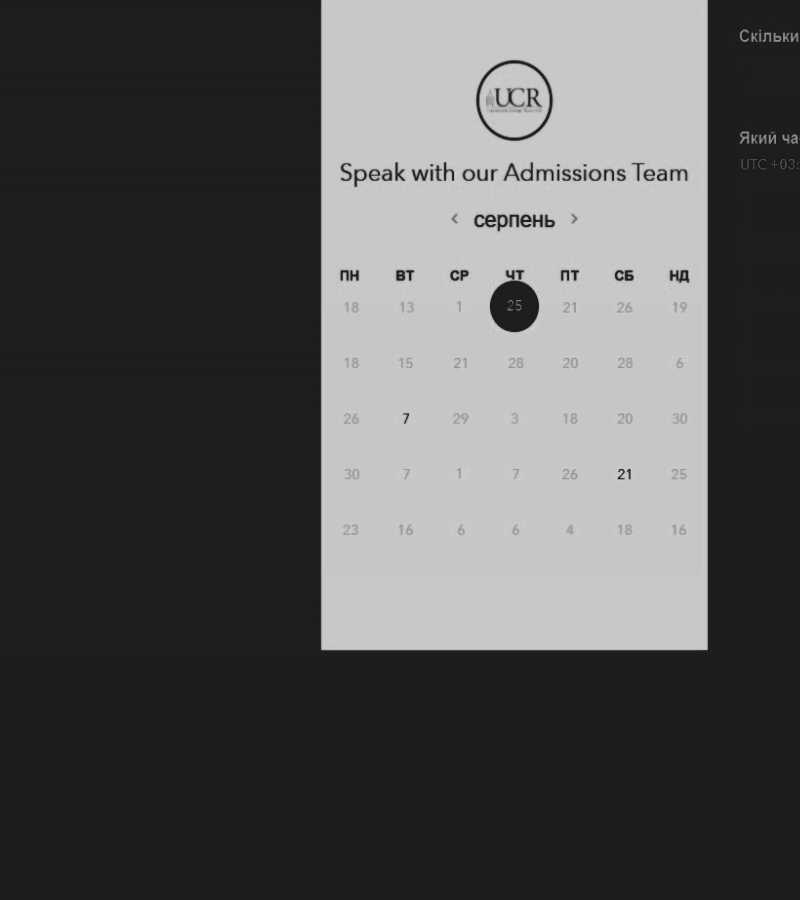 Скільки
UCR
Speak with our Admissions Team
серпень
Який ча
UTC +03:
ПН ВТ СР ЧТ ПТ СБ НД
18 13 1 25 21 26 19
18 15 21 28 20 28 6
26 7 29 3 18 20 30
30 7 1 7 26 21 25
23 16 6 6 4 18 16